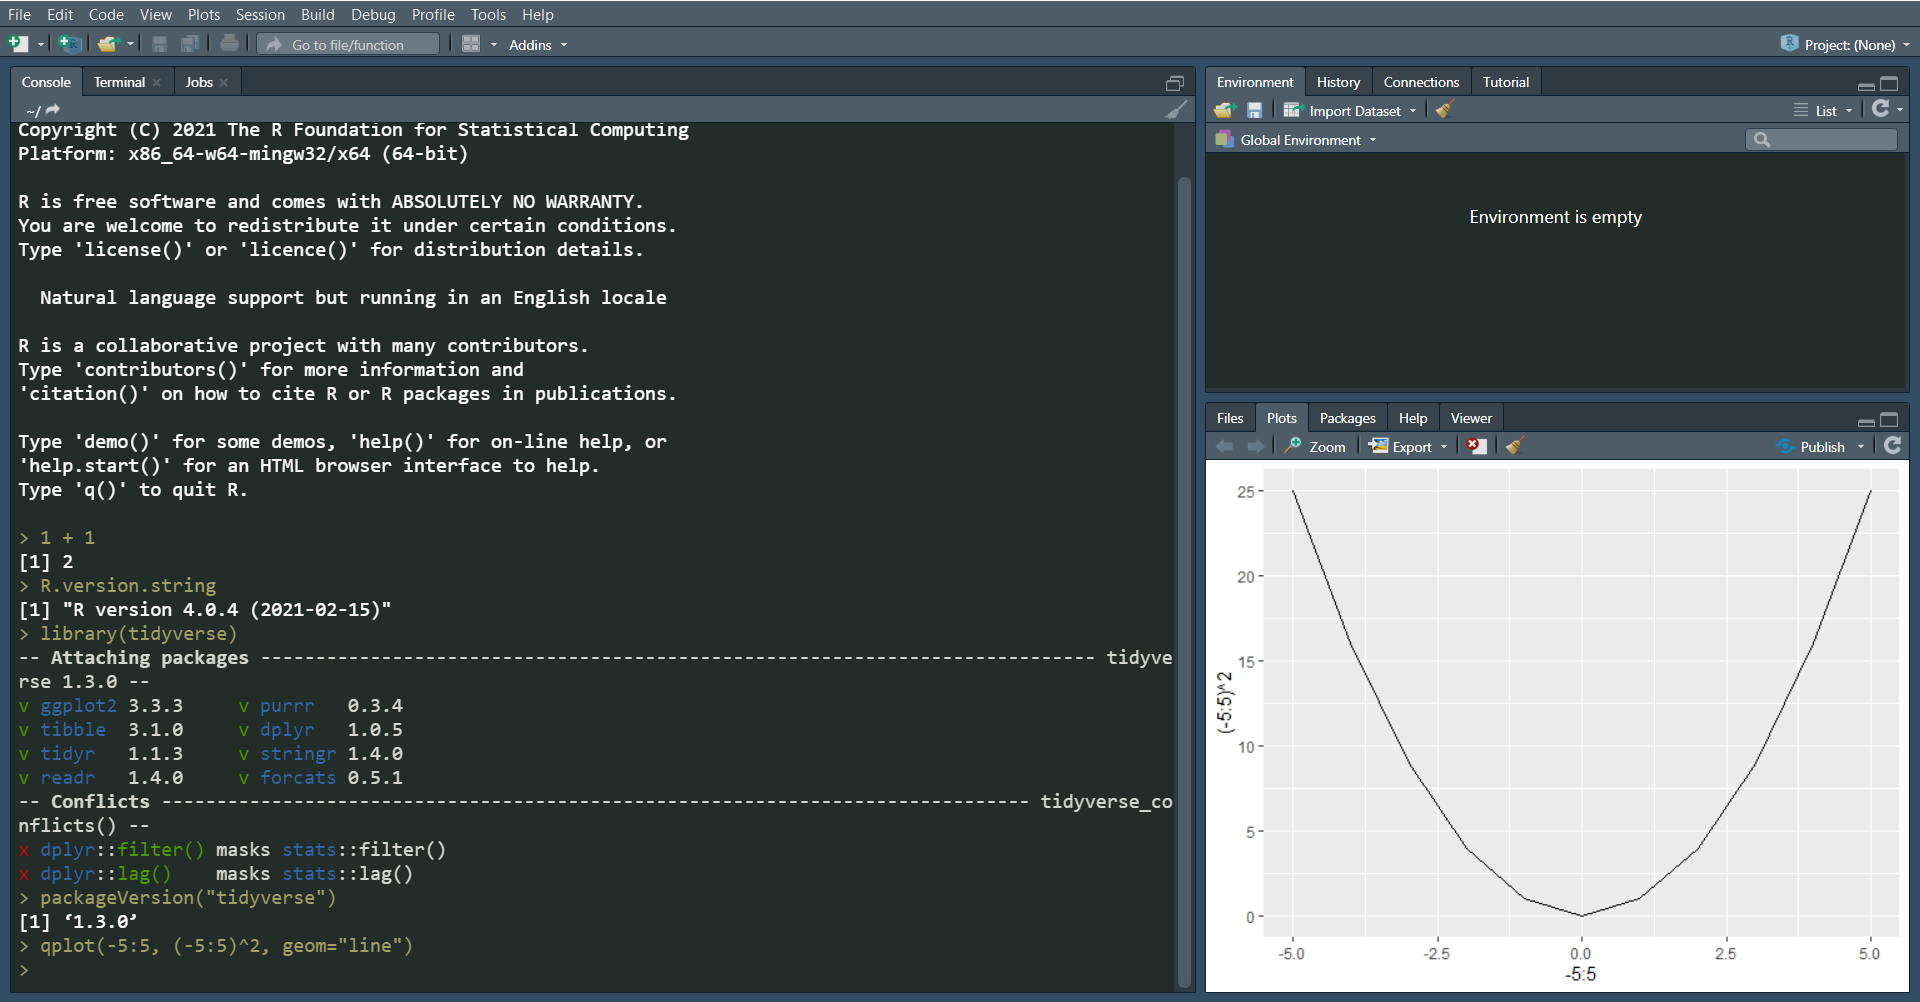 File Edit Code View Plots Session Build Debug Profile Tools Help
Go to file/function Addins Project: (None)
Console Terminal Jobs
~/
Copyright (C) 2021 The R Foundation for Statistical Computing
Platform: x86_64-w64-mingw32/x64 (64-bit)
R is free software and comes with ABSOLUTELY NO WARRANTY.
You are welcome to redistribute it under certain conditions.
Type 'license()' or 'licence()' for distribution details.
Natural language support but running in an English locale
R is a collaborative project with many contributors.
Type 'contributors()' for more information and
'citation()' on how to cite R or R packages in publications.
Type 'demo()' for some demos, 'help()' for on-line help, or
'help.start()' for an HTML browser interface to help.
Type 'q()' to quit R.
> 1 + 1
[1] 2
> R.version.string
[1] "R version 4.0.4 (2021-02-15)"
> library(tidyverse)
-- Attaching packages ---------------------------------------------------------------------------- tidyve
rse 1.3.0 --
v ggplot2 3.3.3     v purrr   0.3.4
v tibble  3.1.0     v dplyr   1.0.5
v tidyr   1.1.3     v stringr 1.4.0
v readr   1.4.0     v forcats 0.5.1
-- Conflicts ------------------------------------------------------------------------------- tidyverse_co
nflicts() --
x dplyr::filter() masks stats::filter()
x dplyr::lag()    masks stats::lag()
> packageVersion("tidyverse")
[1] ‘1.3.0’
> qplot(-5:5, (-5:5)^2, geom="line")
>
Environment History Connections Tutorial
Import Dataset List
Global Environment
Environment is empty
Files Plots Packages Help Viewer
Zoom Export Publish
25
20
15
10
5
0
(-5:5)^2
-5.0 -2.5 0.0 2.5 5.0
-5:5